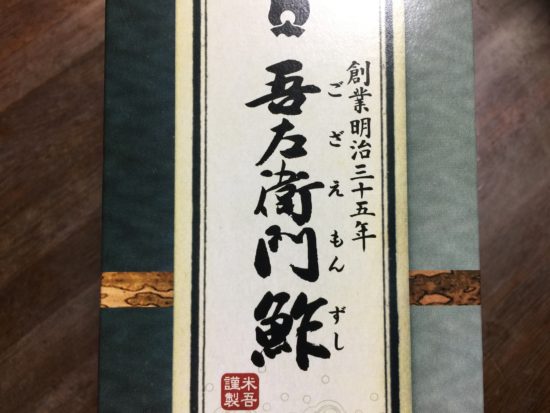 創業明治三十五年
ござえもんずし
吾左衛門鮓
米吾
謹製